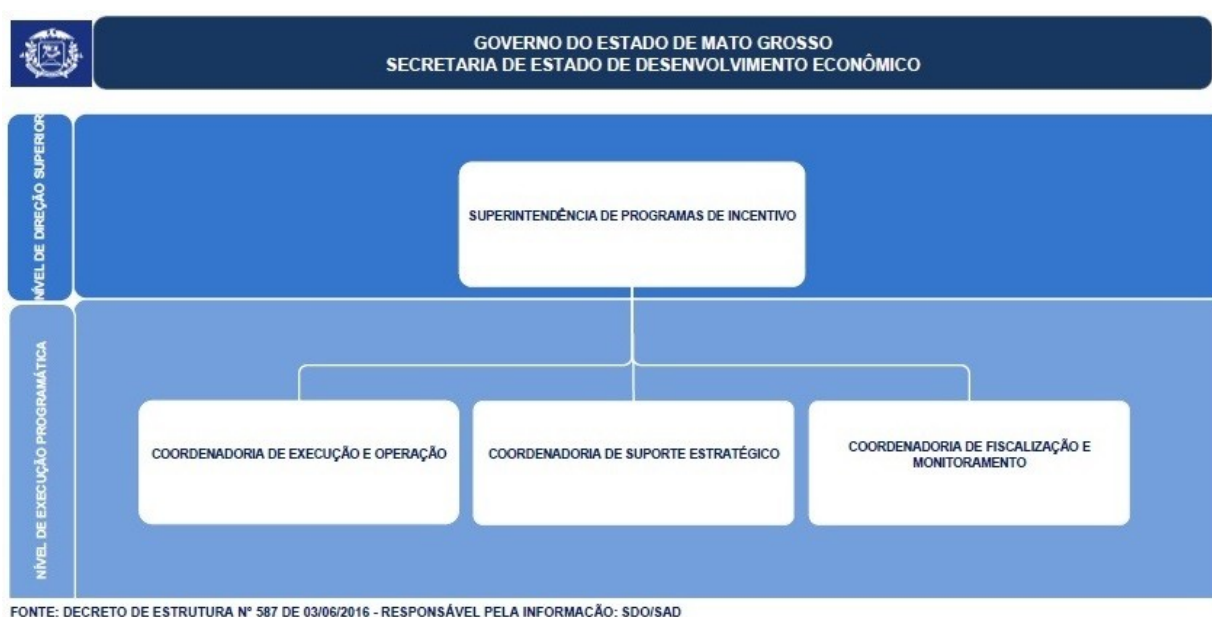 GOVERNO DO ESTADO DE MATO GROSSO
SECRETARIA DE ESTADO DE DESENVOLVIMENTO ECONÔMICO
NÍVEL DE DIREÇÃO SUPERIOR
SUPERINTENDÊNCIA DE PROGRAMAS DE INCENTIVO
NÍVEL DE EXECUÇÃO PROGRAMÁTICA
COORDENADORIA DE EXECUÇÃO E OPERAÇÃO
COORDENADORIA DE SUPORTE ESTRATÉGICO
COORDENADORIA DE FISCALIZAÇÃO E
MONITORAMENTO
FONTE: DECRETO DE ESTRUTURA Nº 587 DE 03/06/2016 - RESPONSÁVEL PELA INFORMAÇÃO: SDO/SAD